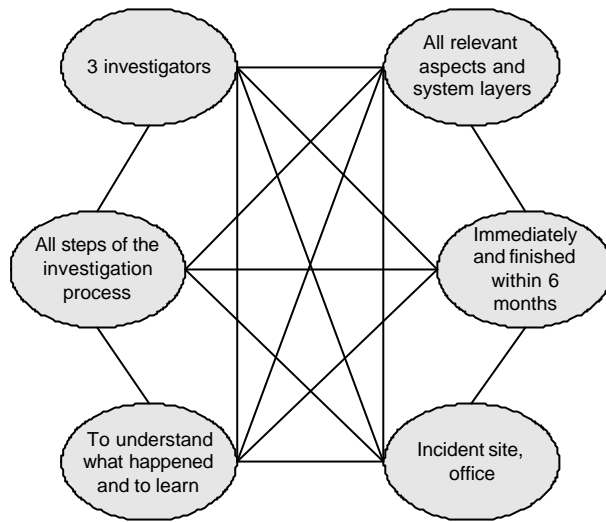 3 investigators
All relevant
aspects and
system layers
All steps of the
investigation
process
Immediately
and finished
within 6
months
To understand
what happened
and to learn
Incident site,
office